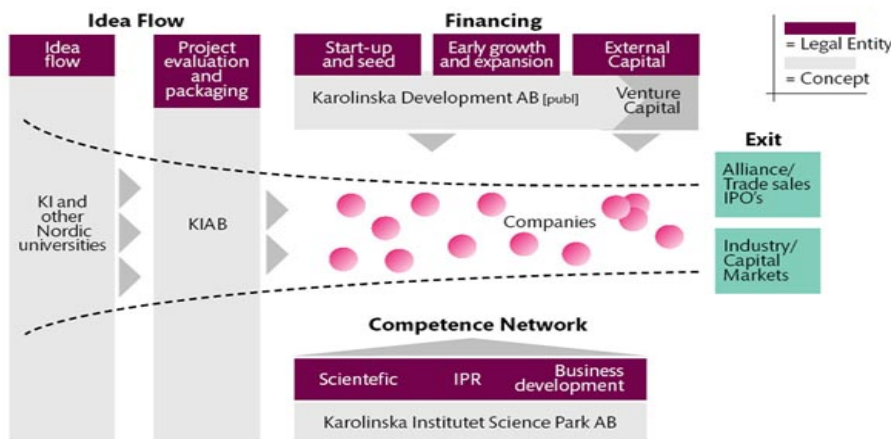 Idea Flow
Financing
Idea
flow
Project
evaluation
and
packaging
Start-up
and seed
Early growth
and expansion
External
Capital
= Legal Entity
= Concept
Karolinska Development AB [publ]
Venture
Capital
Exit
Alliance/
Trade sales
IPO's
KI and
other
Nordic
universities
KIAB
Companies
Industry/
Capital
Markets
Competence Network
Scientefic
IPR
Business
development
Karolinska Institutet Science Park AB